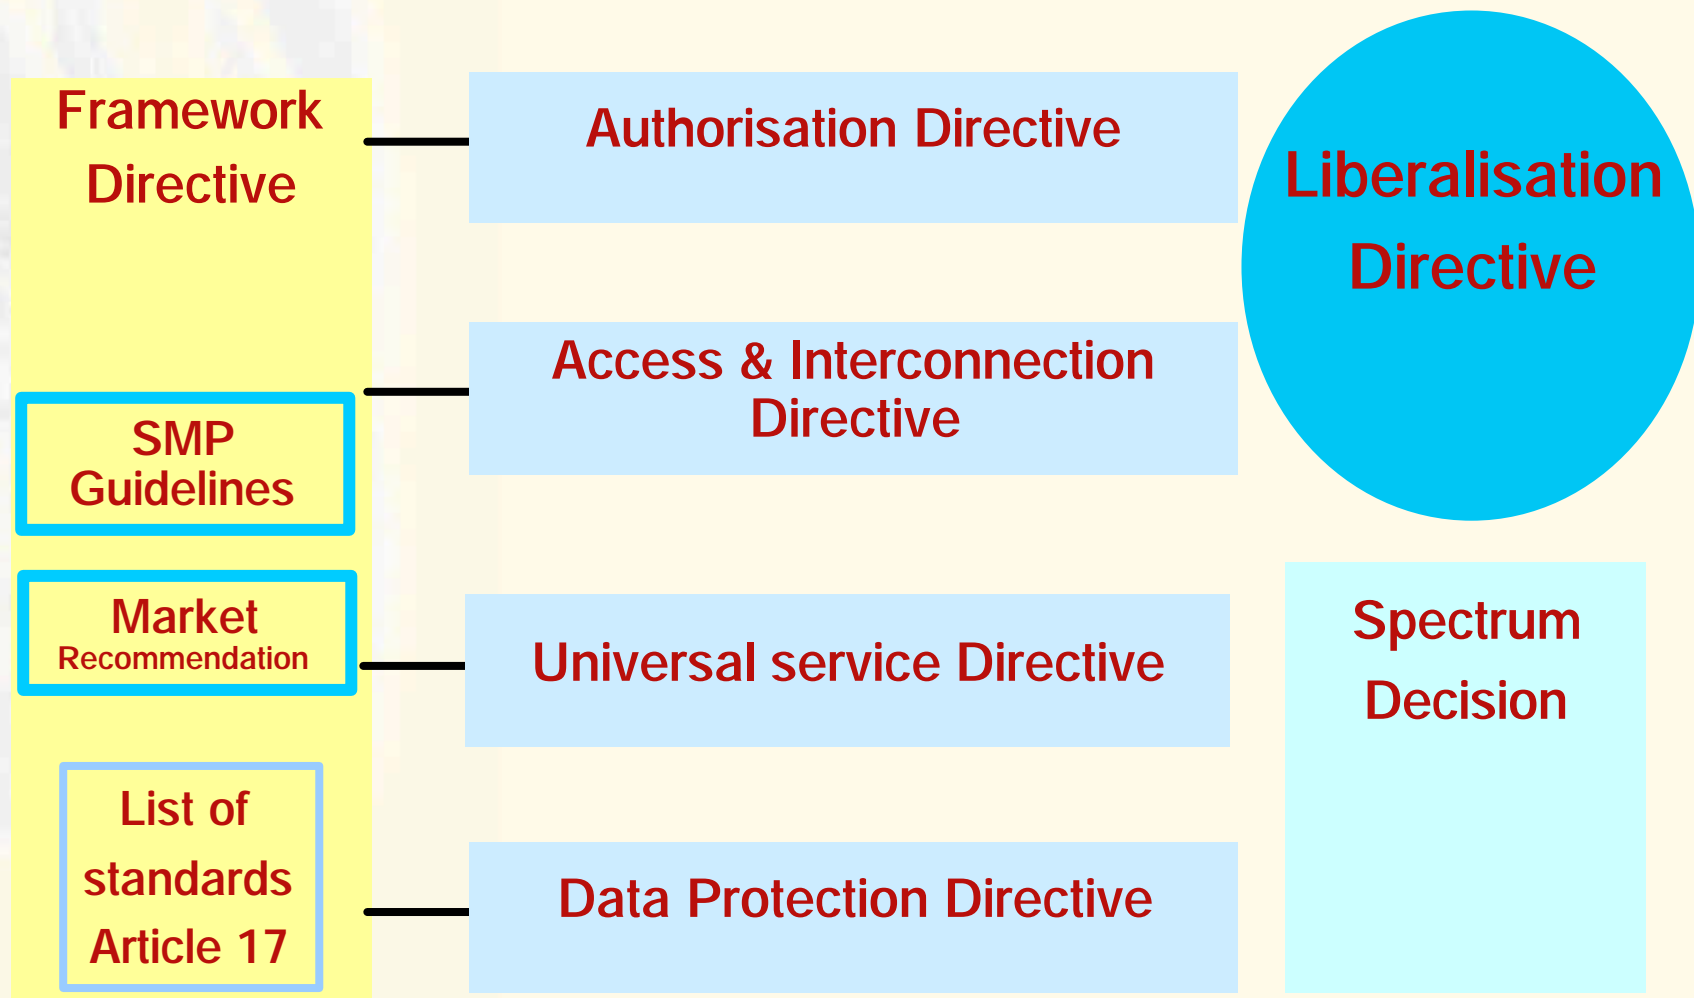 Framework
Directive
SMP
Guidelines
Market
Recommendation
List of
standards
Article 17
Authorisation Directive
Access & Interconnection
Directive
Universal service Directive
Data Protection Directive
Liberalisation
Directive
Spectrum
Decision